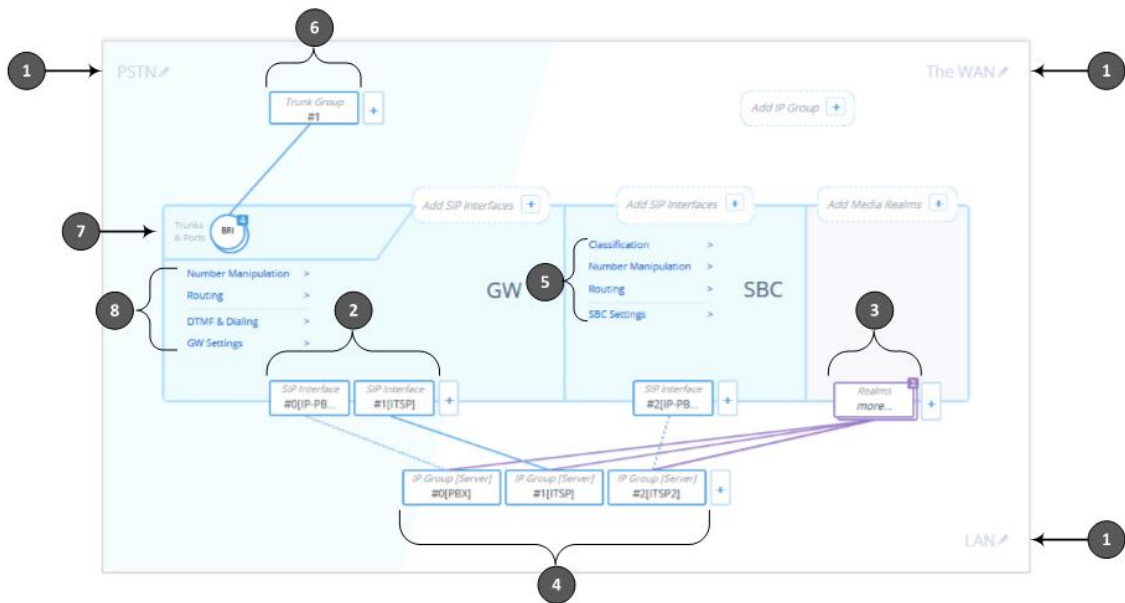 6
1
PSTN
The WAN
1
Trunk Group
#1
+
Add IP Group +
Add SIP Interfaces +
Add SIP Interfaces +
Add Media Realms +
7
Trunks
& Ports
BRI
4
Number Manipulation >
Routing >
DTMF & Dialing >
GW Settings >
8
GW
2
5
Classification >
Number Manipulation >
Routing >
SBC Settings >
SBC
3
SIP Interface
#0[IP-PB...
SIP Interface
#1[ITSP]
+
SIP Interface
#2[IP-PB...
+
Realms
more...
+
IP Group [Server]
#0[PBX]
IP Group [Server]
#1[ITSP]
IP Group [Server]
#2[ITSP2]
+
4
LAN
1